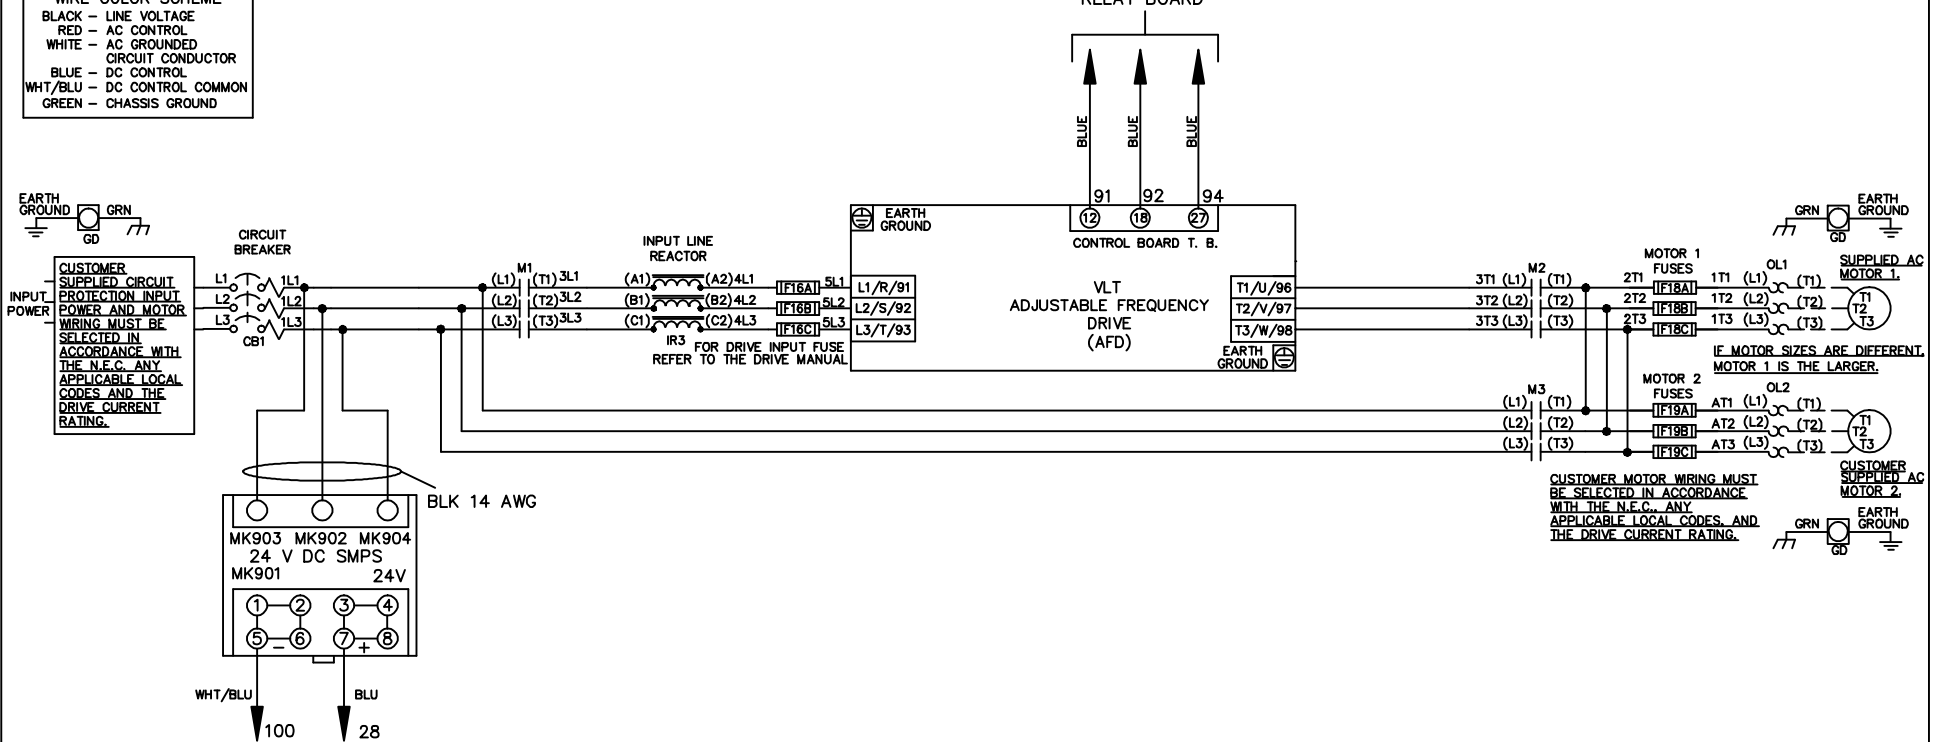 WIRE COLOR SCHEME
BLACK – LINE VOLTAGE
RED – AC CONTROL
WHITE – AC GROUNDED
CIRCUIT CONDUCTOR
BLUE – DC CONTROL
WHT/BLU – DC CONTROL COMMON
GREEN – CHASSIS GROUND
RELAY BOARD
BLUE
BLUE
BLUE
91
92
94
12
18
27
CONTROL BOARD T. B.
EARTH
GROUND
GRN
GD
INPUT
POWER
CUSTOMER
SUPPLIED CIRCUIT
PROTECTION INPUT
POWER AND MOTOR
WIRING MUST BE
SELECTED IN
ACCORDANCE WITH
THE N.E.C. ANY
APPLICABLE LOCAL
CODES AND THE
DRIVE CURRENT
RATING.
CIRCUIT
BREAKER
L1 1L1
L2 1L2
L3 1L3
CB1
M1
(L1) (T1) 3L1
(L2) (T2) 3L2
(L3) (T3) 3L3
INPUT LINE
REACTOR
(A1) (A2) 4L1
(B1) (B2) 4L2
(C1) (C2) 4L3
IR3
F16A 5L1
F16B 5L2
F16C 5L3
FOR DRIVE INPUT FUSE
REFER TO THE DRIVE MANUAL
EARTH
GROUND
L1/R/91
L2/S/92
L3/T/93
VLT
ADJUSTABLE FREQUENCY
DRIVE
(AFD)
T1/U/96
T2/V/97
T3/W/98
EARTH
GROUND
M2
3T1 (L1) (T1)
3T2 (L2) (T2)
3T3 (L3) (T3)
MOTOR 1
FUSES
2T1 F18A 1T1 (L1)
2T2 F18B 1T2 (L2)
2T3 F18C 1T3 (L3)
OL1
(T1)
(T2)
(T3)
GRN
EARTH
GROUND
GD
SUPPLIED AC
MOTOR 1.
T1
T2
T3
IF MOTOR SIZES ARE DIFFERENT,
MOTOR 1 IS THE LARGER.
M3
(L1) (T1)
(L2) (T2)
(L3) (T3)
MOTOR 2
FUSES
F19A AT1 (L1)
F19B AT2 (L2)
F19C AT3 (L3)
OL2
(T1)
(T2)
(T3)
T1
T2
T3
CUSTOMER
SUPPLIED AC
MOTOR 2.
CUSTOMER MOTOR WIRING MUST
BE SELECTED IN ACCORDANCE
WITH THE N.E.C., ANY
APPLICABLE LOCAL CODES, AND
THE DRIVE CURRENT RATING.
GRN
EARTH
GROUND
GD
BLK 14 AWG
MK903 MK902 MK904
24 V DC SMPS
MK901 24V
1 2 3 4
5 6 7 8
– +
WHT/BLU
BLU
100
28